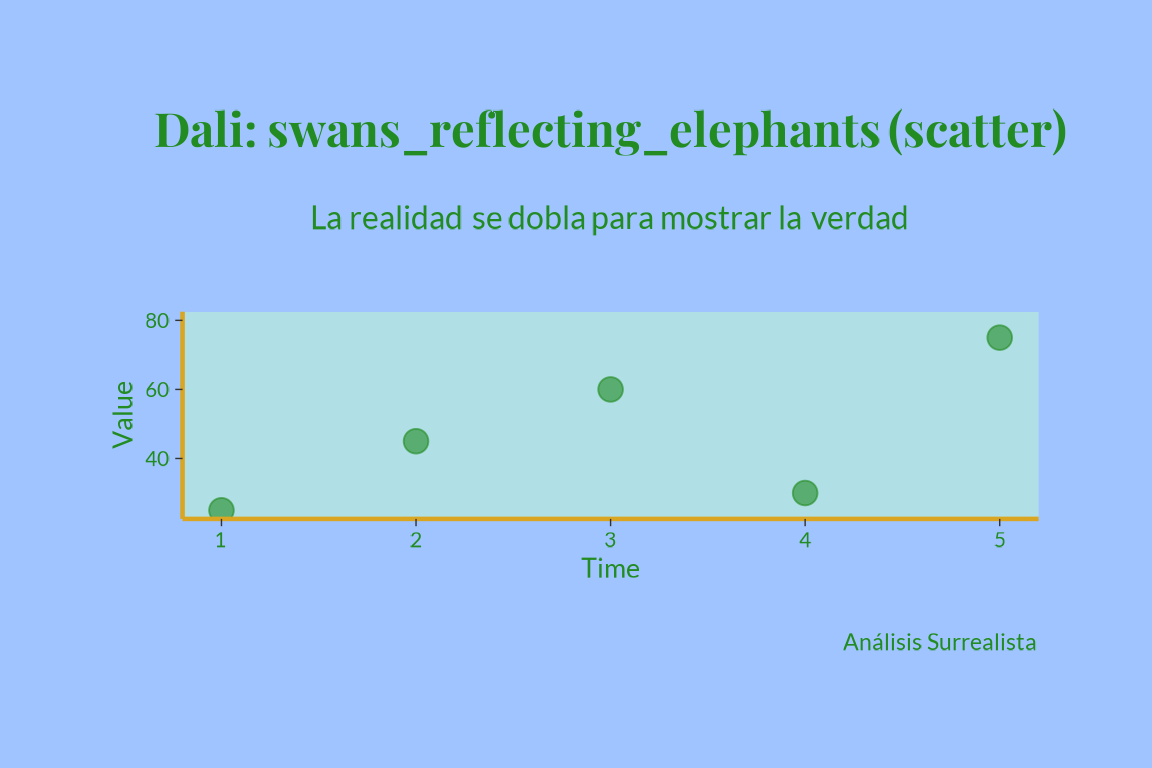 Dali: swans_reflecting_elephants (scatter)
La realidad se dobla para mostrar la verdad
80
60
40
Value
1 2 3 4 5
Time
Análisis Surrealista